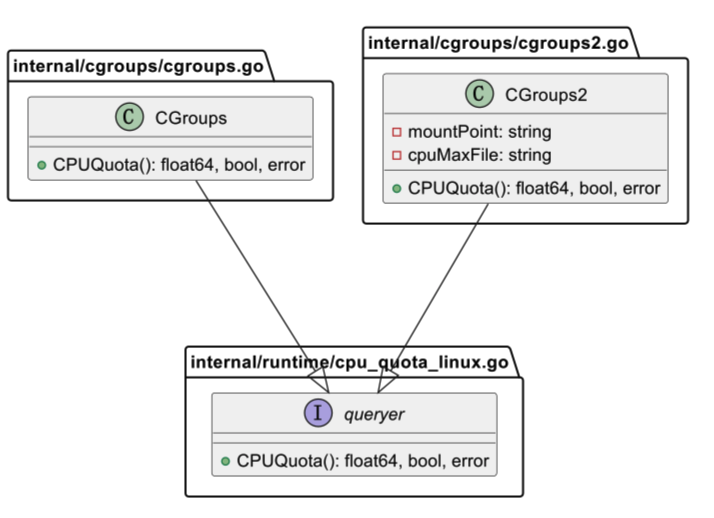 internal/cgroups/cgroups.go
C CGroups
CPUQuota(): float64, bool, error
internal/cgroups/cgroups2.go
C CGroups2
mountPoint: string
cpuMaxFile: string
CPUQuota(): float64, bool, error
internal/runtime/cpu_quota_linux.go
I queryer
CPUQuota(): float64, bool, error